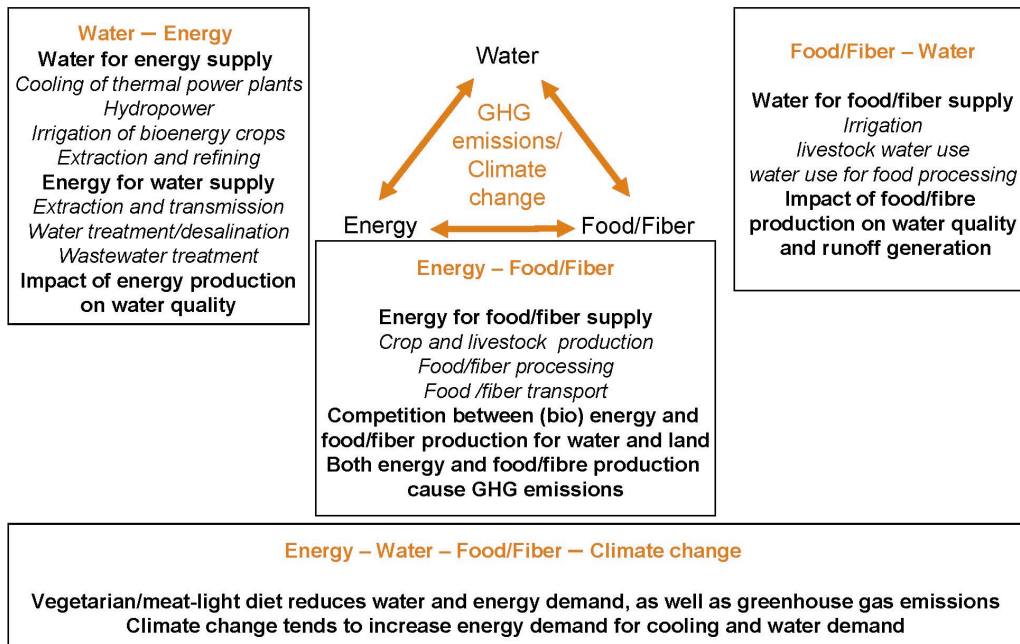 Water – Energy
Water for energy supply
Cooling of thermal power plants
Hydropower
Irrigation of bioenergy crops
Extraction and refining
Energy for water supply
Extraction and transmission
Water treatment/desalination
Wastewater treatment
Impact of energy production
on water quality
Water
GHG
emissions/
Climate
change
Energy
Food/Fiber
Food/Fiber – Water
Water for food/fiber supply
Irrigation
livestock water use
water use for food processing
Impact of food/fibre
production on water quality
and runoff generation
Energy – Food/Fiber
Energy for food/fiber supply
Crop and livestock production
Food/fiber processing
Food /fiber transport
Competition between (bio) energy and
food/fiber production for water and land
Both energy and food/fibre production
cause GHG emissions
Energy – Water – Food/Fiber – Climate change
Vegetarian/meat-light diet reduces water and energy demand, as well as greenhouse gas emissions
Climate change tends to increase energy demand for cooling and water demand